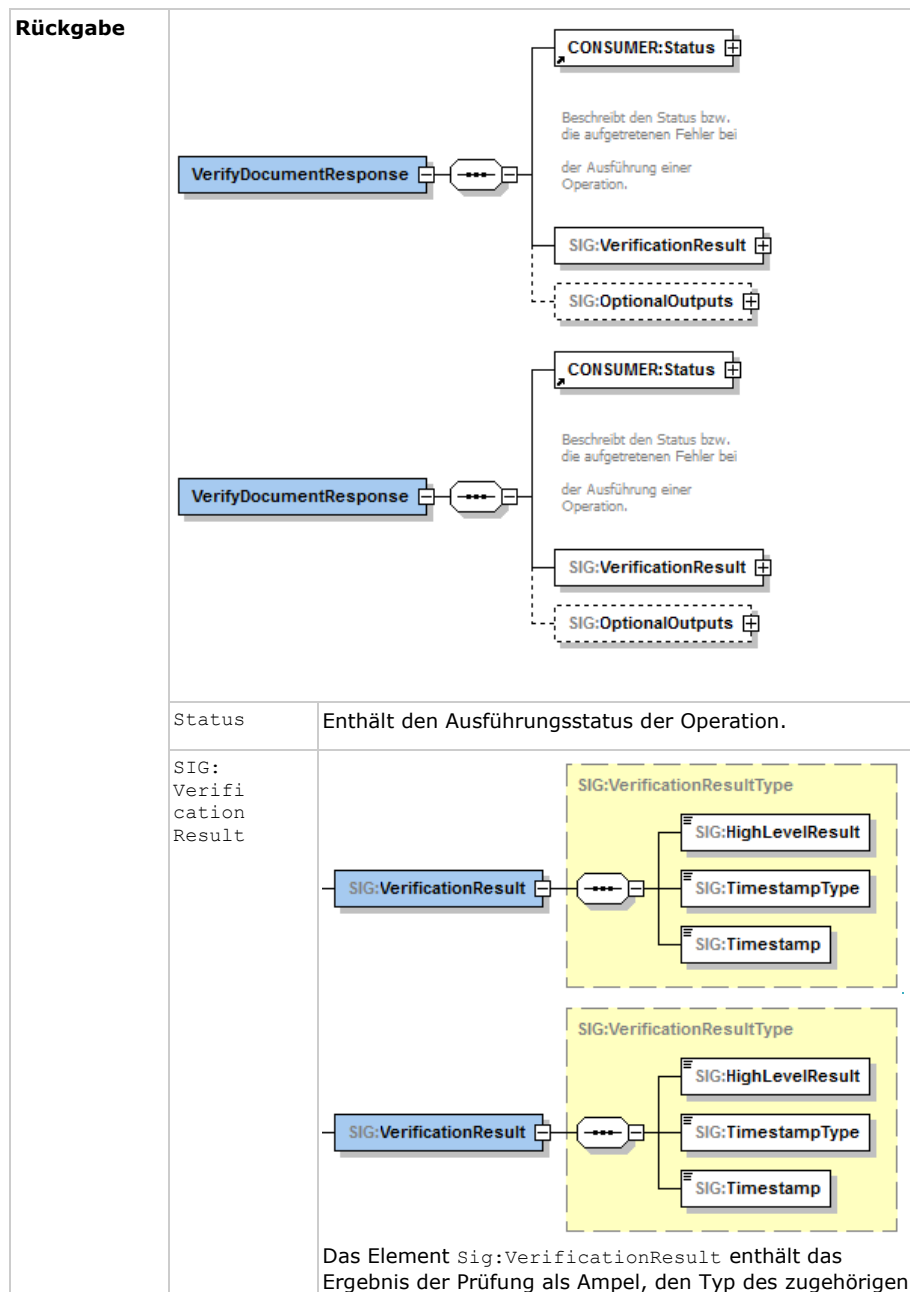 Rückgabe
CONSUMER:Status
Beschreibt den Status bzw.
die aufgetretenen Fehler bei
der Ausführung einer
Operation.
VerifyDocumentResponse
SIG:VerificationResult
SIG:OptionalOutputs
CONSUMER:Status
Beschreibt den Status bzw.
die aufgetretenen Fehler bei
der Ausführung einer
Operation.
VerifyDocumentResponse
SIG:VerificationResult
SIG:OptionalOutputs
Status
Enthält den Ausführungsstatus der Operation.
SIG:
Verifi
cation
Result
SIG:VerificationResultType
SIG:HighLevelResult
SIG:VerificationResult
SIG:TimestampType
SIG:Timestamp
SIG:VerificationResultType
SIG:HighLevelResult
SIG:VerificationResult
SIG:TimestampType
SIG:Timestamp
Das Element Sig:VerificationResult enthält das
Ergebnis der Prüfung als Ampel, den Typ des zugehörigen